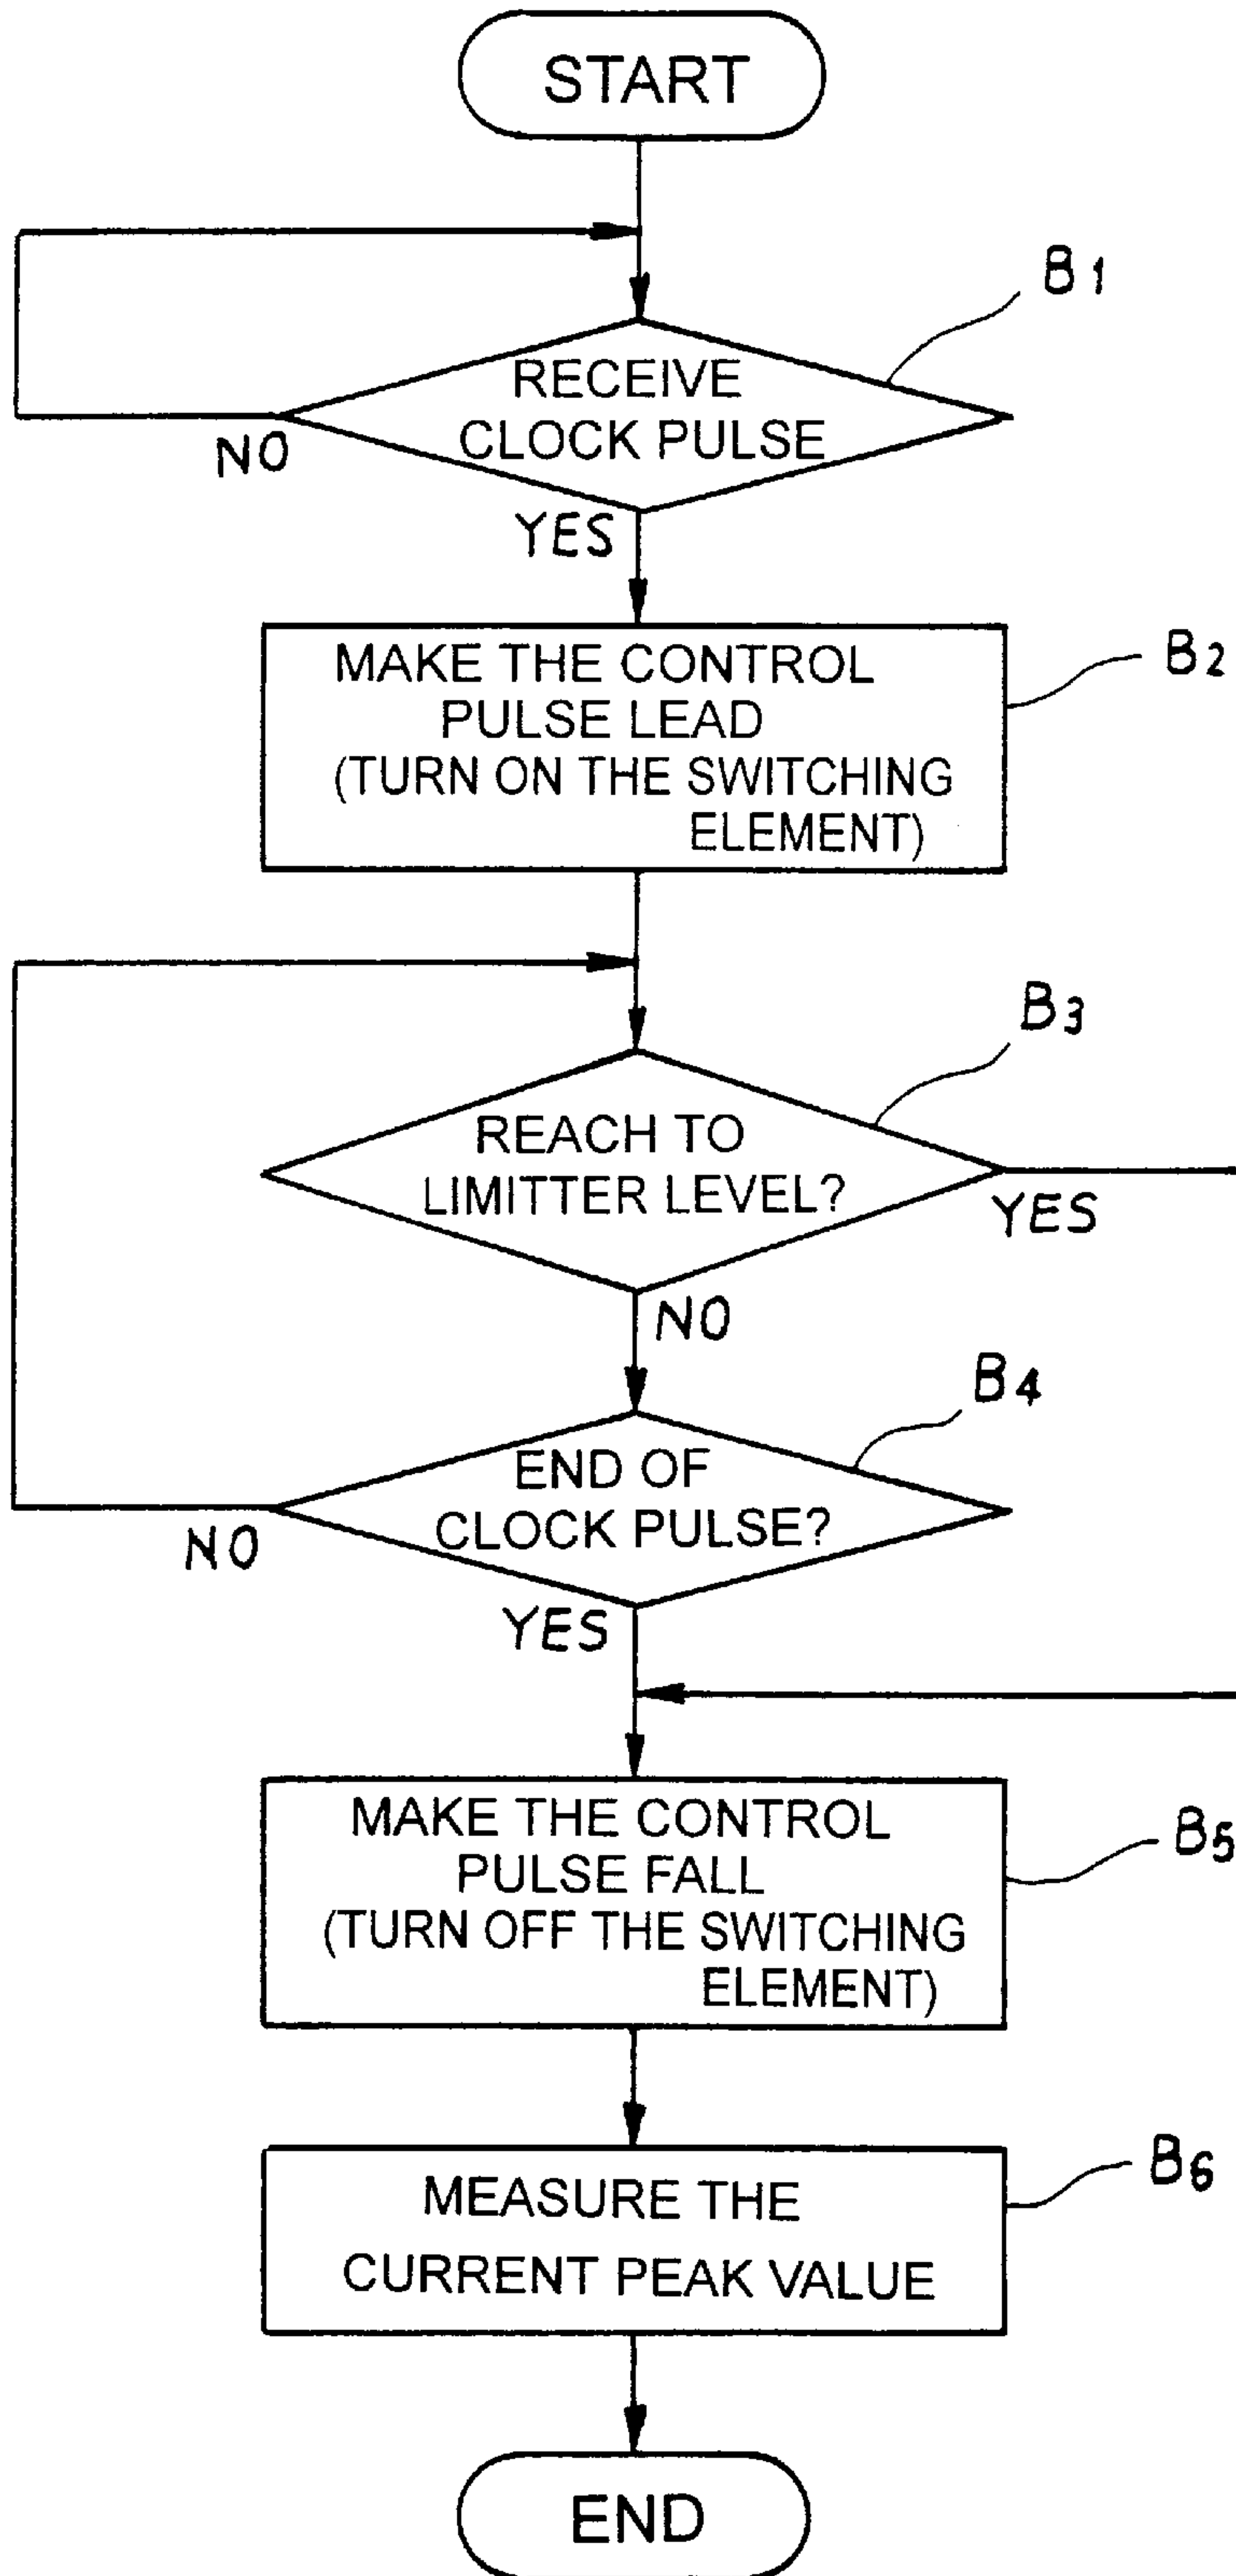 START
B1
RECEIVE
CLOCK PULSE
NO
YES
MAKE THE CONTROL
PULSE LEAD
(TURN ON THE SWITCHING
ELEMENT)
B2
B3
REACH TO
LIMITTER LEVEL?
YES
NO
B4
END OF
CLOCK PULSE?
NO
YES
MAKE THE CONTROL
PULSE FALL
(TURN OFF THE SWITCHING
ELEMENT)
B5
MEASURE THE
CURRENT PEAK VALUE
B6
END